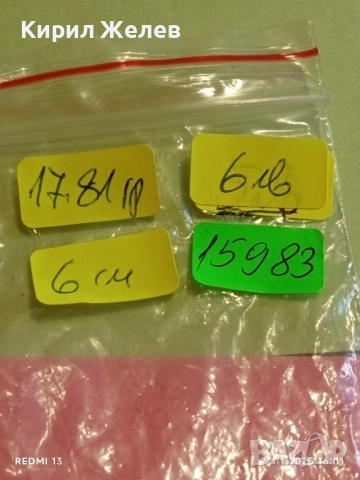 Кирил Желев
17.81 гр
6 лв
6 см
15983
REDMI 13